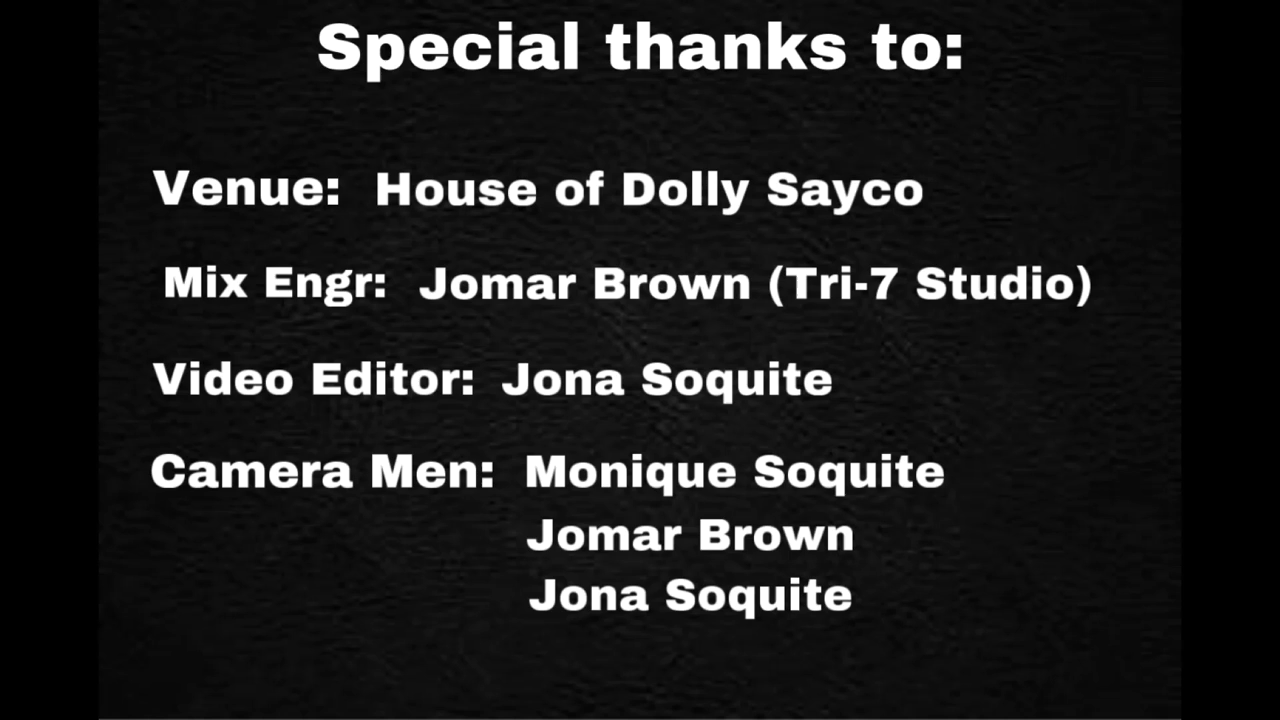 Special thanks to:
Venue: House of Dolly Sayco
Mix Engr: Jomar Brown (Tri-7 Studio)
Video Editor: Jona Soquite
Camera Men: Monique Soquite
Jomar Brown
Jona Soquite